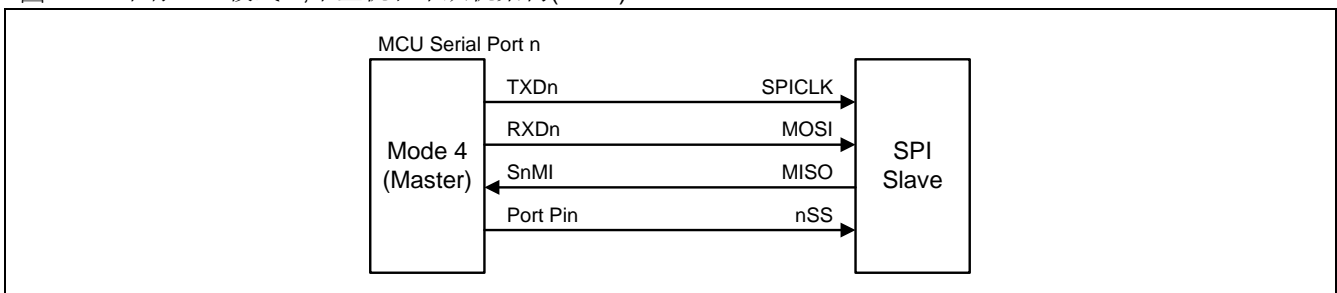 MCU Serial Port n
TXDn SPICLK
RXDn MOSI
Mode 4
(Master)
SPI
Slave
SnMI MISO
Port Pin nSS